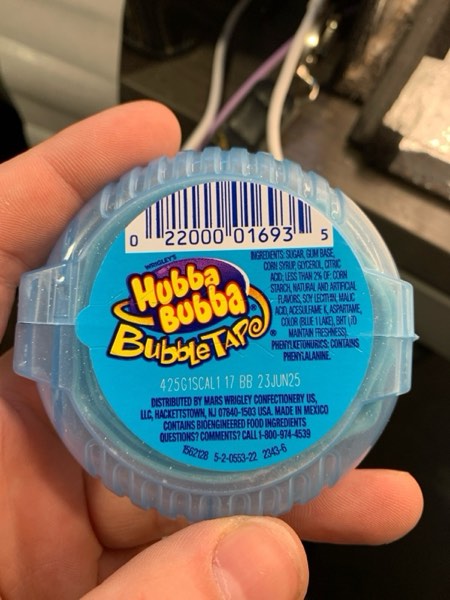 0 22000 01693 5
WRIGLEY'S
Hubba
Bubba®
BUBBLE TAPE®
INGREDIENTS: SUGAR, GUM BASE,
CORN SYRUP, GLYCEROL, CITRIC
ACID; LESS THAN 2% OF: CORN
STARCH, NATURAL AND ARTIFICIAL
FLAVORS, SOY LECITHIN, MALIC
ACID, ACESULFAME K, ASPARTAME,
COLOR (BLUE 1 LAKE), BHT (TO
MAINTAIN FRESHNESS).
PHENYLKETONURICS: CONTAINS
PHENYLALANINE.
425G1SCAL1 17 BB 23JUN25
DISTRIBUTED BY MARS WRIGLEY CONFECTIONERY US,
LLC, HACKETTSTOWN, NJ 07840-1503 USA. MADE IN MEXICO
CONTAINS BIOENGINEERED FOOD INGREDIENTS
QUESTIONS? COMMENTS? CALL 1-800-974-4539
1562128 5-2-0553-22 2343-6